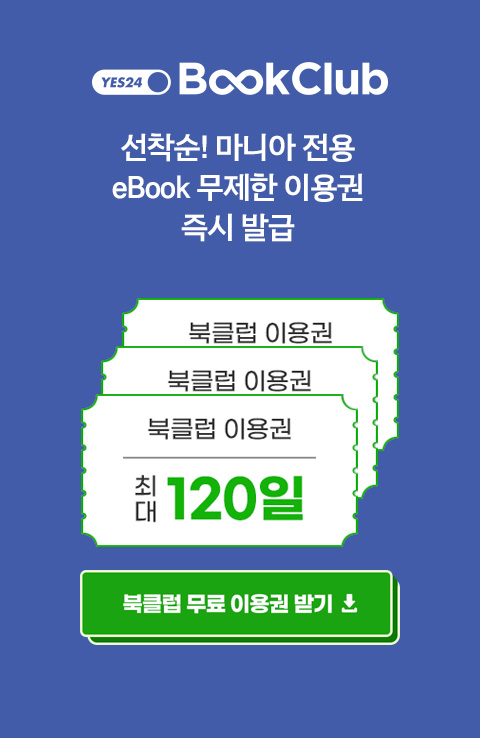 YES24 BookClub
선착순! 마니아 전용
eBook 무제한 이용권
즉시 발급
북클럽 이용권
북클럽 이용권
북클럽 이용권
최대 120일
북클럽 무료 이용권 받기